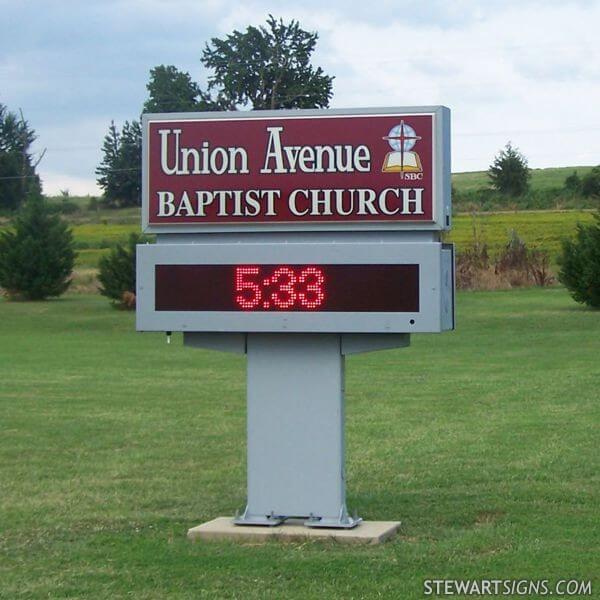 Union Avenue
SBC
BAPTIST CHURCH
5:33
STEWARTSIGNS.COM